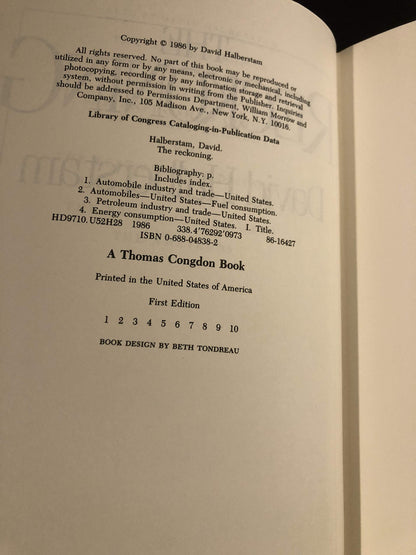 Copyright © 1986 by David Halberstam
All rights reserved. No part of this book may be reproduced or
utilized in any form or by any means, electronic or mechanical, including
photocopying, recording or by any information storage and retrieval
system, without permission in writing from the Publisher. Inquiries
should be addressed to Permissions Department, William Morrow and
Company, Inc., 105 Madison Ave., New York, N.Y. 10016.
Library of Congress Cataloging-in-Publication Data
Halberstam, David.
The reckoning.
Bibliography: p.
Includes index.
1. Automobile industry and trade—United States.
2. Automobiles—United States—Fuel consumption.
3. Petroleum industry and trade—United States.
4. Energy consumption—United States. I. Title.
HD9710.U52H28 1986 338.4'76292'0973 86-16427
ISBN 0-688-04838-2
A Thomas Congdon Book
Printed in the United States of America
First Edition
1 2 3 4 5 6 7 8 9 10
BOOK DESIGN BY BETH TONDREAU